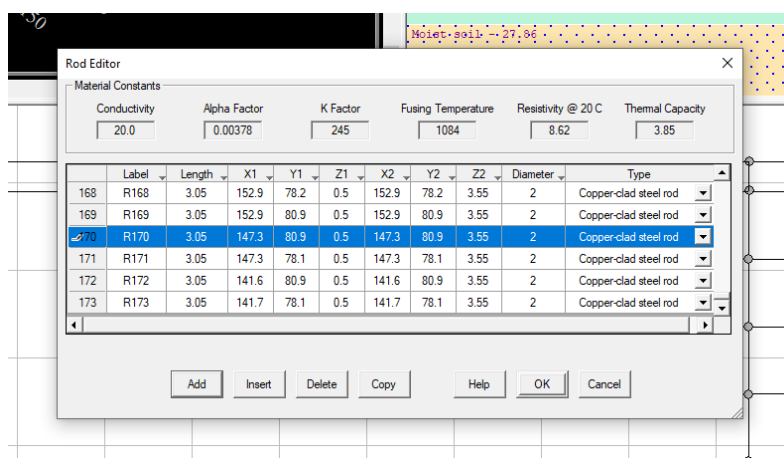 150
Moist soil - 27.86
Rod Editor
Material Constants
Conductivity Alpha Factor K Factor Fusing Temperature Resistivity @ 20 C Thermal Capacity
20.0 0.00378 245 1084 8.62 3.85
Label Length X1 Y1 Z1 X2 Y2 Z2 Diameter Type
168 R168 3.05 152.9 78.2 0.5 152.9 78.2 3.55 2 Copper-clad steel rod
169 R169 3.05 152.9 80.9 0.5 152.9 80.9 3.55 2 Copper-clad steel rod
170 R170 3.05 147.3 80.9 0.5 147.3 80.9 3.55 2 Copper-clad steel rod
171 R171 3.05 147.3 78.1 0.5 147.3 78.1 3.55 2 Copper-clad steel rod
172 R172 3.05 141.6 80.9 0.5 141.6 80.9 3.55 2 Copper-clad steel rod
173 R173 3.05 141.7 78.1 0.5 141.7 78.1 3.55 2 Copper-clad steel rod
Add Insert Delete Copy Help OK Cancel